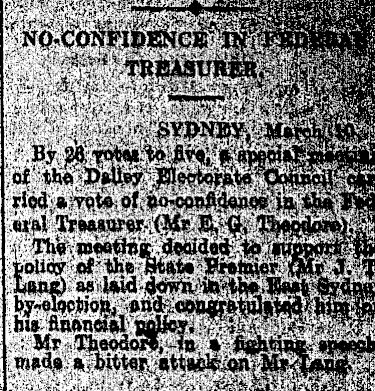 NO-CONFIDENCE IN FEDERAL
TREASURER.
SYDNEY, March 10.
By 26 votes to five, a special meeting
of the Dalley Electorate Council car
ried a vote of no-confidence in the Fed
eral Treasurer (Mr E. G. Theodore).
The meeting decided to support the
policy of the State Premier (Mr J. T.
Lang) as laid down in the East Sydney
by-election, and congratulated him on
his financial policy.
Mr Theodore, in a fighting speech
made a bitter attack on Mr Lang